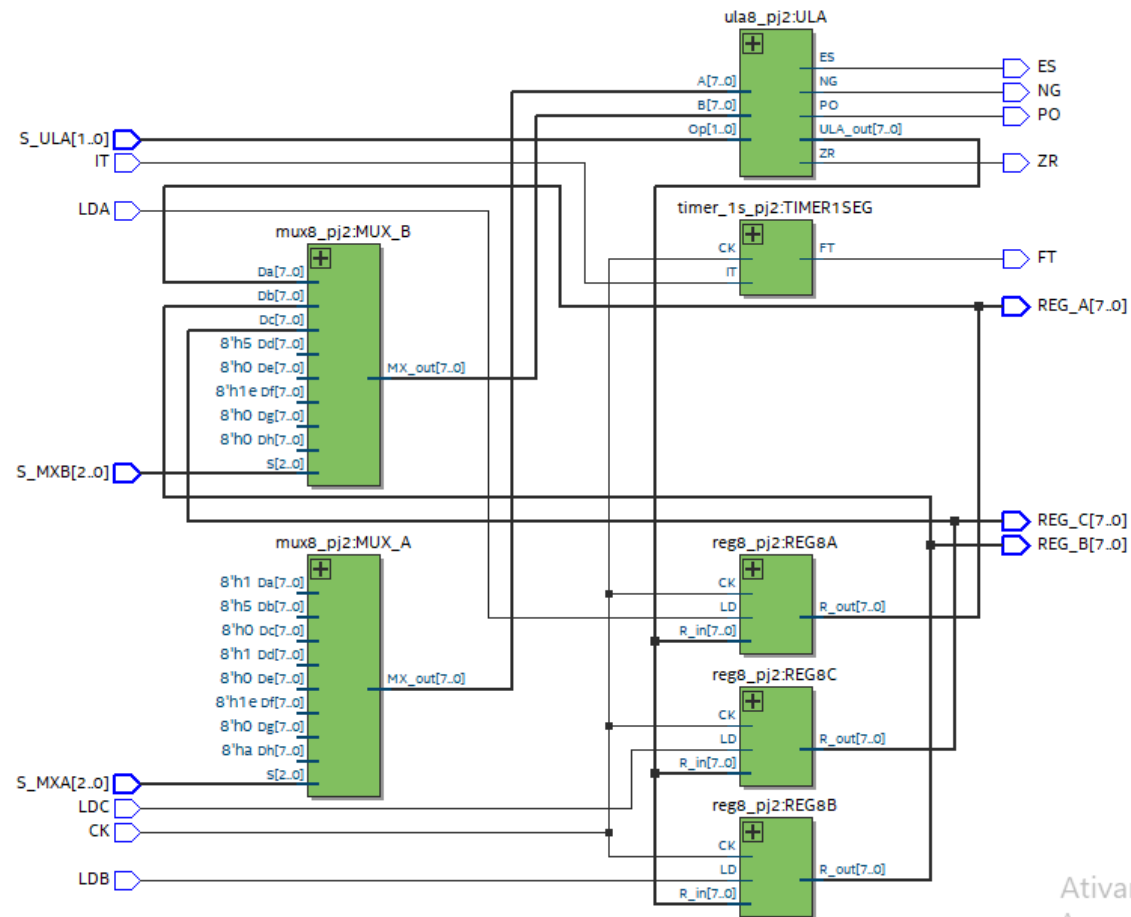 ula8_pj2:ULA
ES
NG
PO
ULA_out[7..0]
ZR
A[7..0]
B[7..0]
Op[1..0]
ES
NG
PO
ZR
S_ULA[1..0]
IT
LDA
timer_1s_pj2:TIMER1SEG
CK
IT
FT
FT
mux8_pj2:MUX_B
Da[7..0]
Db[7..0]
Dc[7..0]
8'h5 Dd[7..0]
8'h0 De[7..0]
8'h1e Df[7..0]
8'h0 Dg[7..0]
8'h0 Dh[7..0]
S[2..0]
MX_out[7..0]
REG_A[7..0]
S_MXB[2..0]
REG_C[7..0]
REG_B[7..0]
mux8_pj2:MUX_A
8'h1 Da[7..0]
8'h5 Db[7..0]
8'h0 Dc[7..0]
8'h1 Dd[7..0]
8'h0 De[7..0]
8'h1e Df[7..0]
8'h0 Dg[7..0]
8'ha Dh[7..0]
S[2..0]
MX_out[7..0]
reg8_pj2:REG8A
CK
LD
R_in[7..0]
R_out[7..0]
reg8_pj2:REG8C
CK
LD
R_in[7..0]
R_out[7..0]
S_MXA[2..0]
LDC
CK
LDB
reg8_pj2:REG8B
CK
LD
R_in[7..0]
R_out[7..0]
Ativar